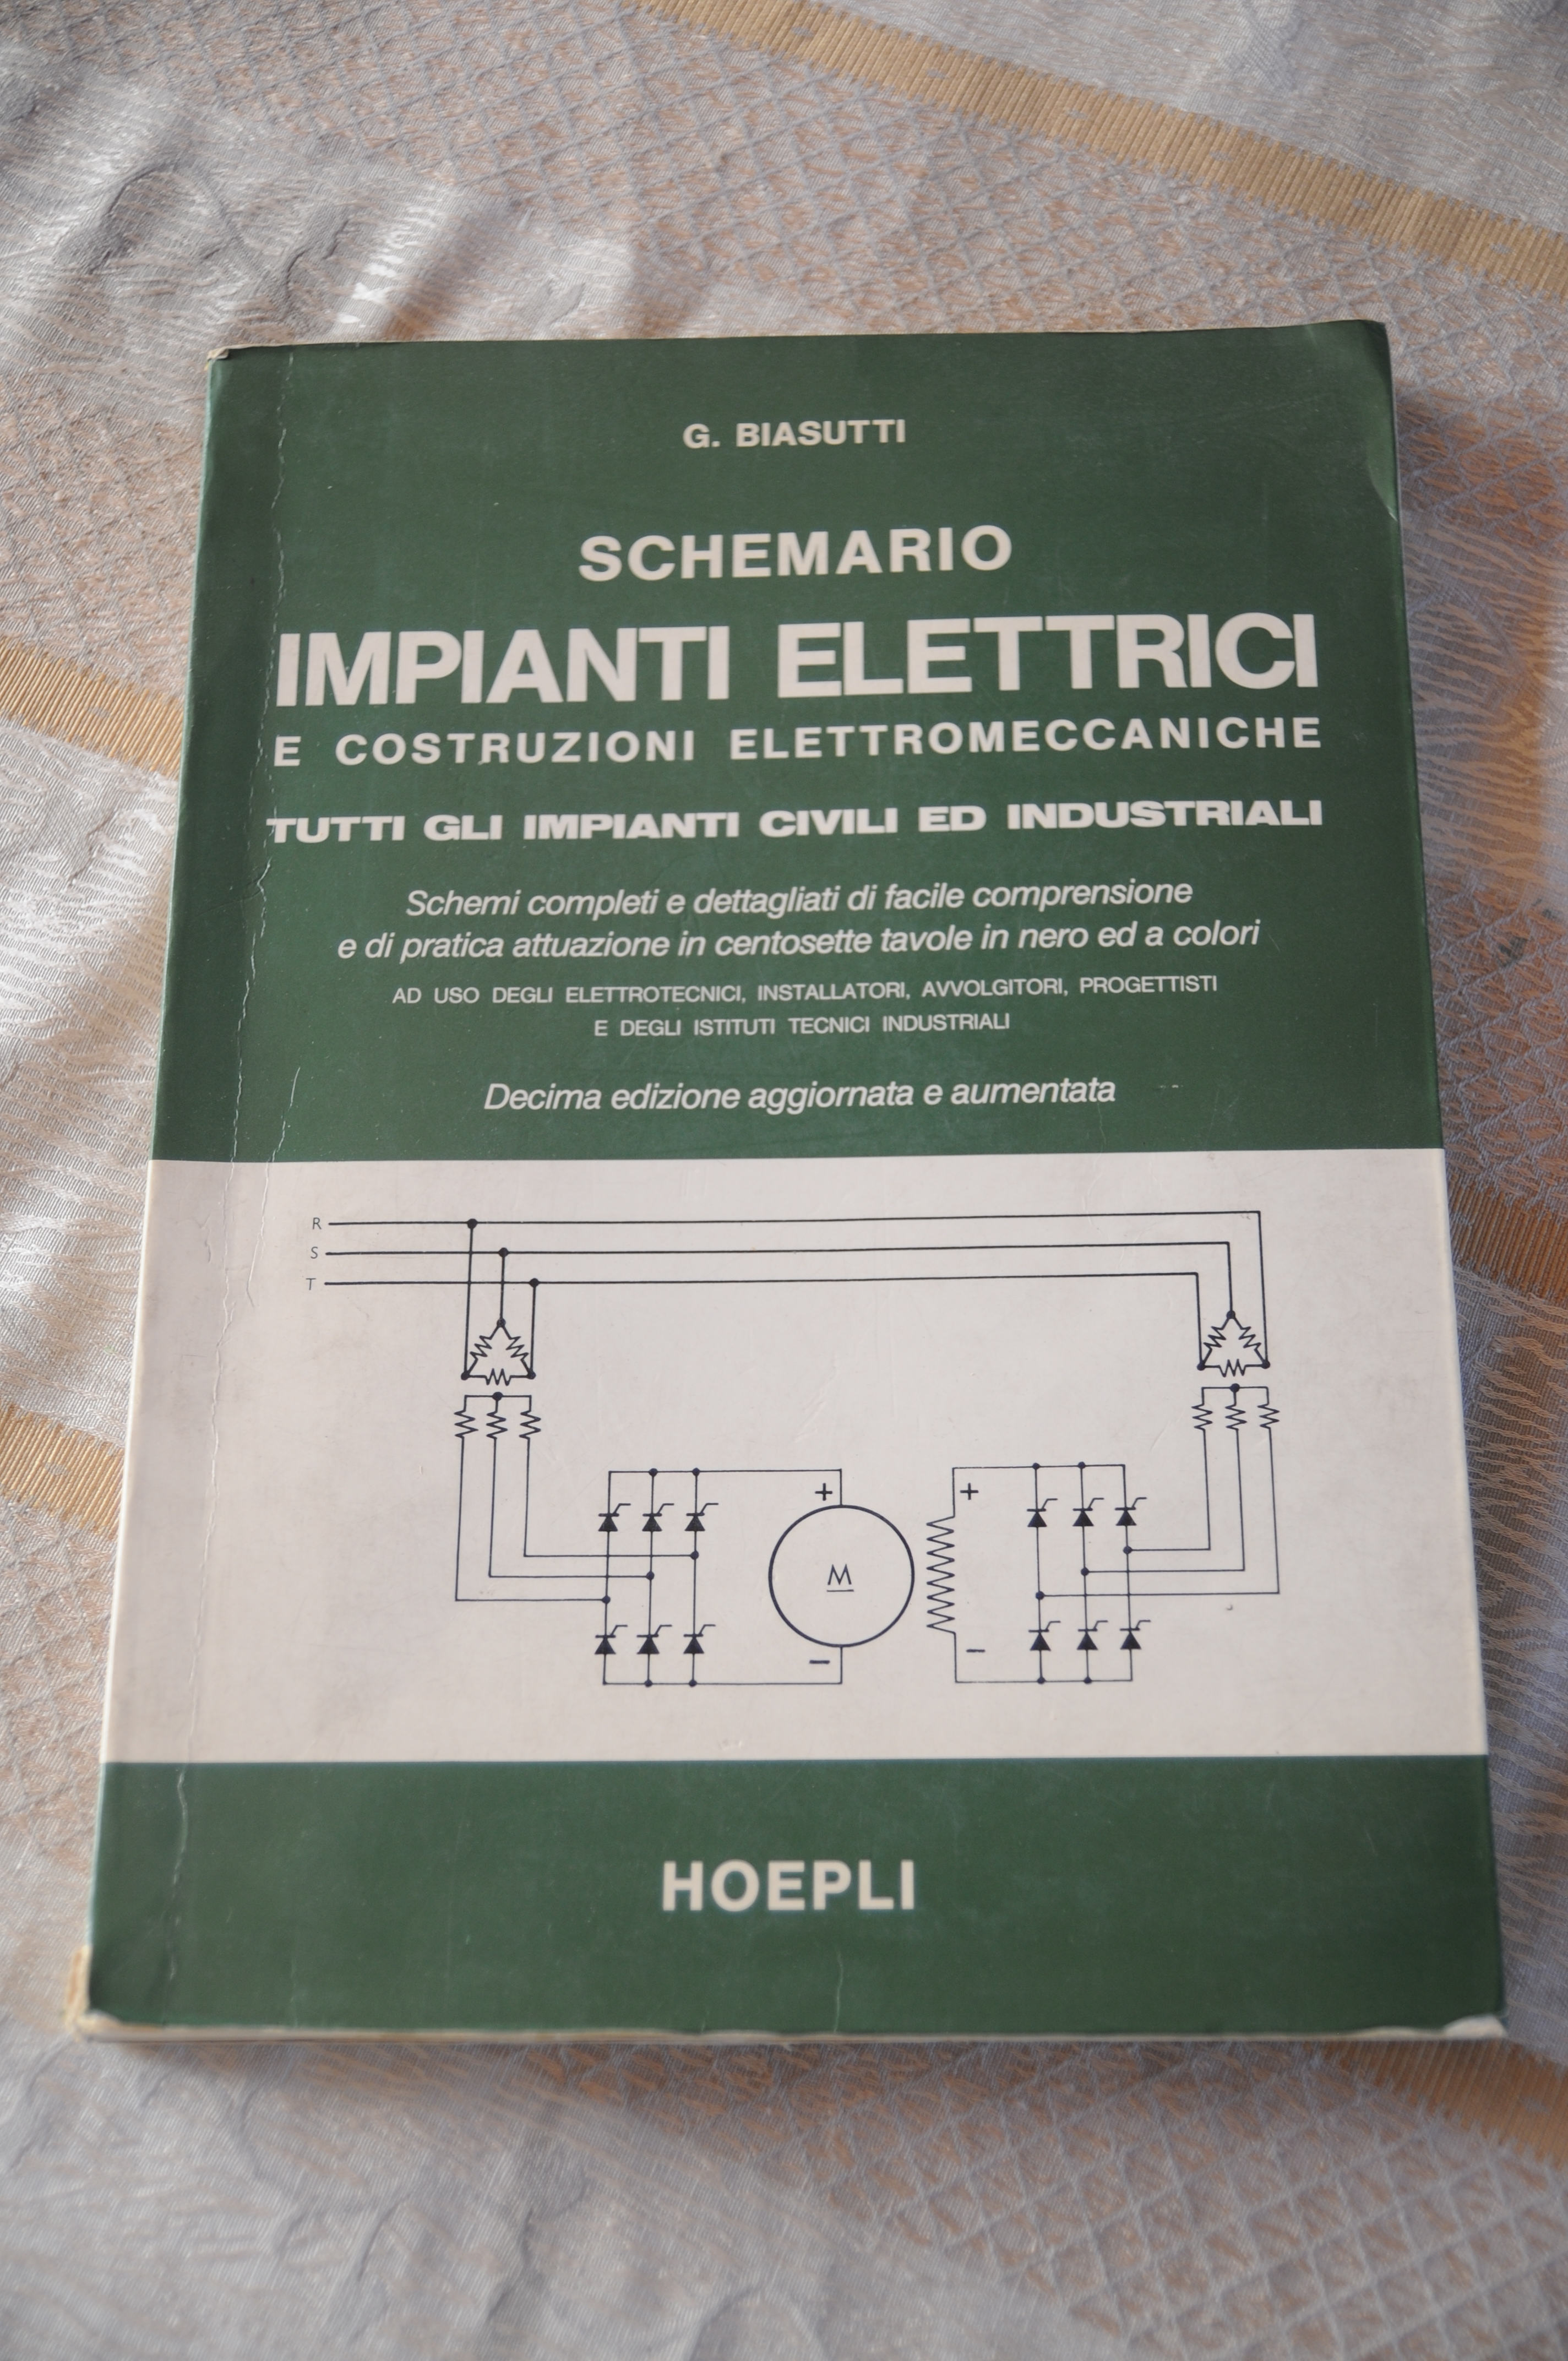 G. BIASUTTI
SCHEMARIO
IMPIANTI ELETTRICI
E COSTRUZIONI ELETTROMECCANICHE
TUTTI GLI IMPIANTI CIVILI ED INDUSTRIALI
Schemi completi e dettagliati di facile comprensione
e di pratica attuazione in centosette tavole in nero ed a colori
AD USO DEGLI ELETTROTECNICI, INSTALLATORI, AVVOLGITORI, PROGETTISTI
E DEGLI ISTITUTI TECNICI INDUSTRIALI
Decima edizione aggiornata e aumentata
R
S
T
+ +
M
− −
HOEPLI